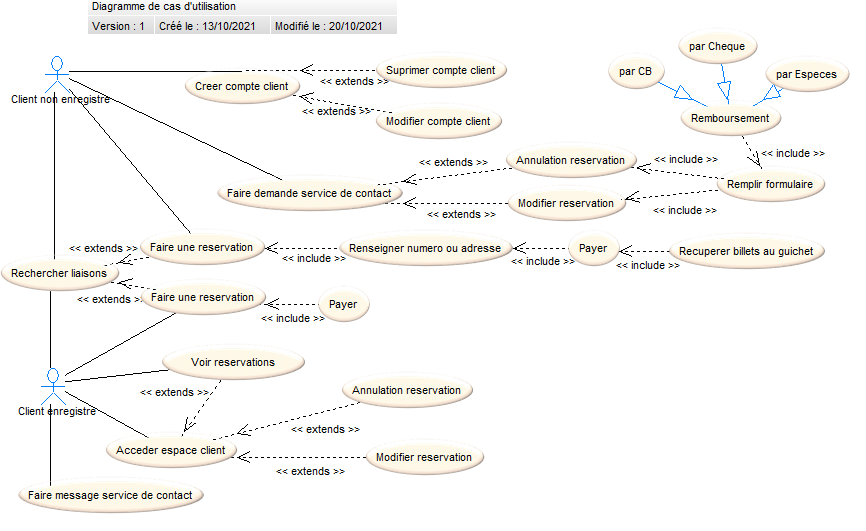 Diagramme de cas d'utilisation
Version : 1 Créé le : 13/10/2021 Modifié le : 20/10/2021
par Cheque
par CB
par Especes
Suprimer compte client
<< extends >>
Creer compte client
Client non enregistre
<< extends >>
Modifier compte client
Remboursement
<< include >>
Annulation reservation
<< extends >>
<< include >>
Remplir formulaire
Faire demande service de contact
Modifier reservation
<< extends >>
<< include >>
Faire une reservation
<< extends >>
Renseigner numero ou adresse
<< include >>
Payer
<< include >>
Recuperer billets au guichet
<< include >>
Rechercher liaisons
<< extends >>
Faire une reservation
Payer
<< include >>
Voir reservations
<< extends >>
Annulation reservation
Client enregistre
<< extends >>
Acceder espace client
Modifier reservation
<< extends >>
Faire message service de contact